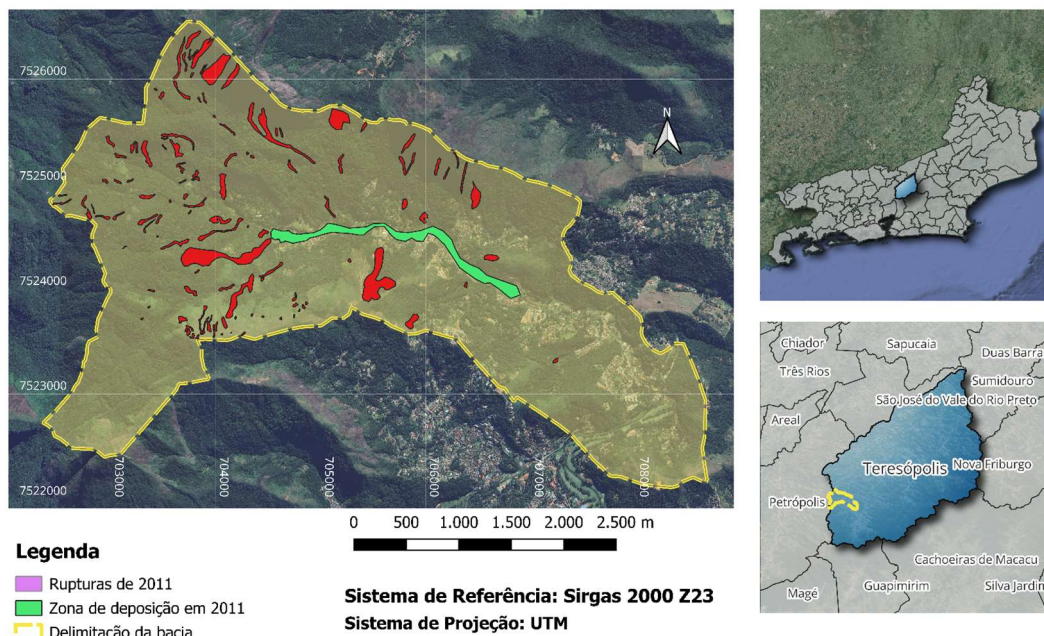 7526000
7525000
7524000
7523000
7522000
703000
704000
705000
706000
707000
708000
N
0 500 1.000 1.500 2.000 2.500 m
Legenda
Rupturas de 2011
Zona de deposição em 2011
Delimitação da bacia
Sistema de Referência: Sirgas 2000 Z23
Sistema de Projeção: UTM
Chiador
Sapucaia
Duas Barra
Três Rios
Sumidouro
São José do Vale do Rio Preto
Areal
Teresópolis
Nova Friburgo
Petrópolis
Cachoeiras de Macacu
Magé
Guapimirim
Silva Jardin